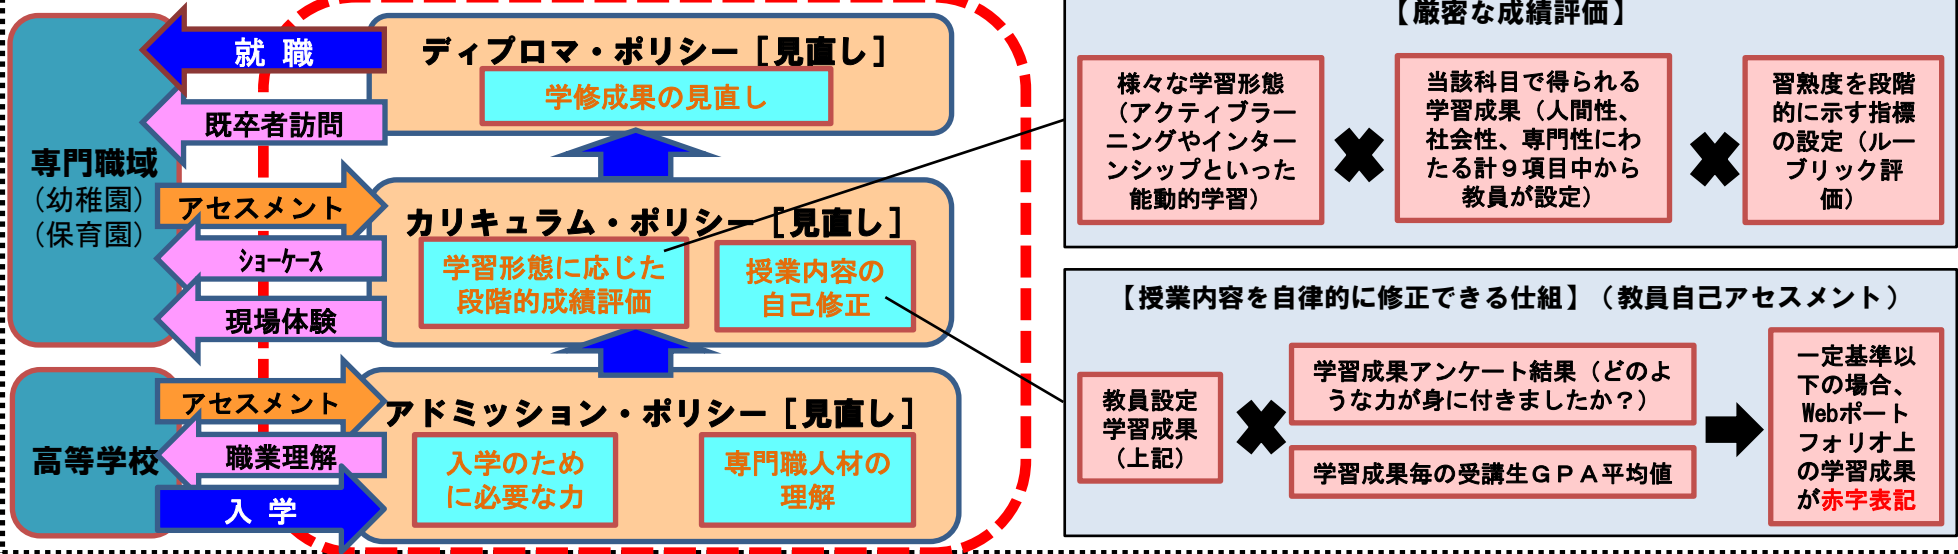 就 職
既卒者訪問
専門職域
（幼稚園）
（保育園）
アセスメント
ショーケース
現場体験
アセスメント
高等学校
職業理解
入 学
ディプロマ・ポリシー［見直し］
学修成果の見直し
カリキュラム・ポリシー［見直し］
学習形態に応じた
段階的成績評価
授業内容の
自己修正
アドミッション・ポリシー［見直し］
入学のため
に必要な力
専門職人材の
理解
【厳密な成績評価】
様々な学習形態
（アクティブラー
ニングやインター
ンシップといった
能動的学習）
当該科目で得られる
学習成果（人間性、
社会性、専門性にわ
たる計９項目中から
教員が設定）
習熟度を段階
的に示す指標
の設定（ルー
ブリック評
価）
【授業内容を自律的に修正できる仕組】（教員自己アセスメント）
教員設定
学習成果
（上記）
学習成果アンケート結果（どのよ
うな力が身に付きましたか？）
学習成果毎の受講生ＧＰＡ平均値
一定基準以
下の場合、
Webポート
フォリオ上
の学習成果
が赤字表記